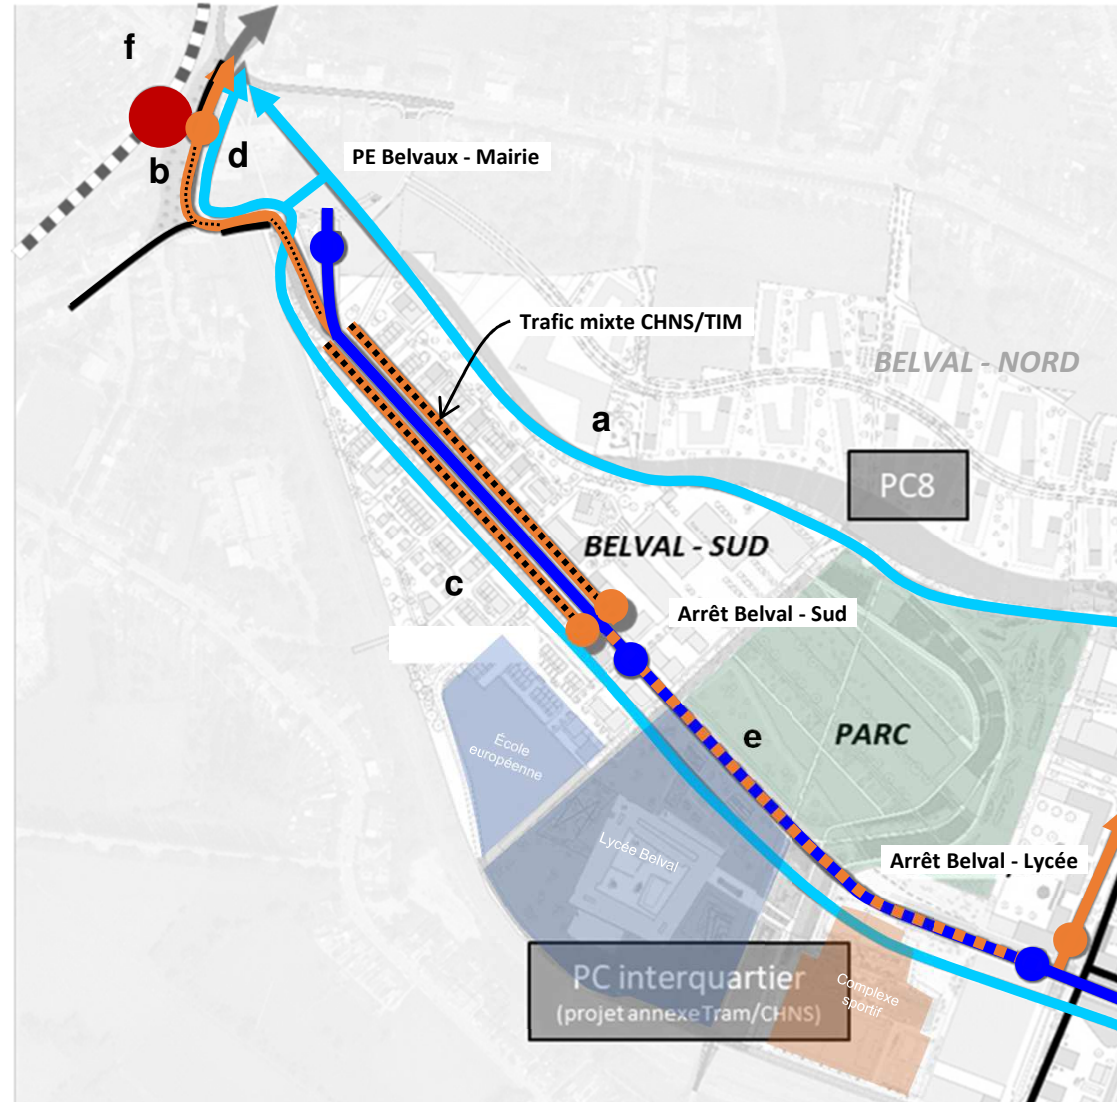 f
b
d
PE Belvaux - Mairie
Trafic mixte CHNS/TIM
BELVAL - NORD
a
PC8
BELVAL - SUD
c
Arrêt Belval - Sud
e
PARC
École
européenne
Lycée Belval
Arrêt Belval - Lycée
PC interquartier
(projet annexe Tram/CHNS)
Complexe
sportif